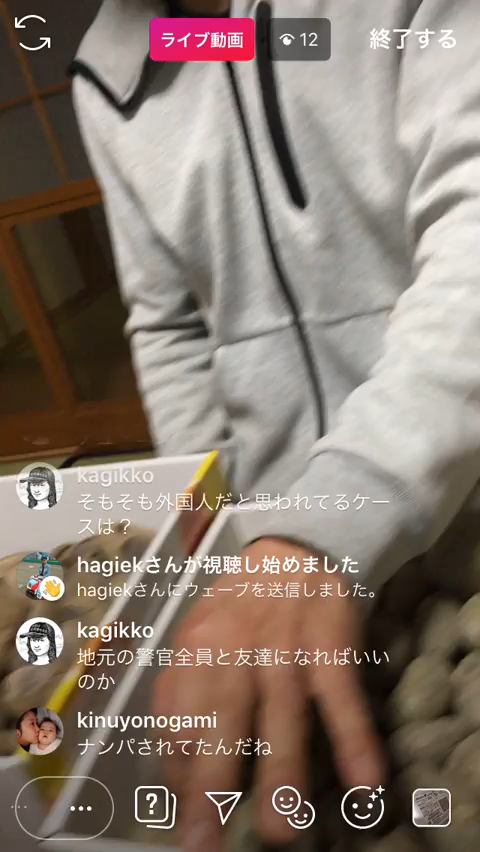 ライブ動画
12
終了する
kagikko
そもそも外国人だと思われてるケー
スは？
hagiekさんが視聴し始めました
hagiekさんにウェーブを送信しました。
kagikko
地元の警官全員と友達になればいい
のか
kinuyonogami
ナンパされてたんだね